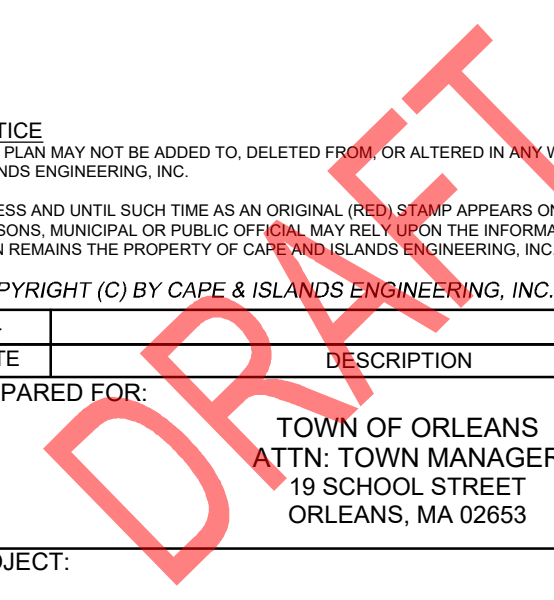 TICE
PLAN MAY NOT BE ADDED TO, DELETED FROM, OR ALTERED IN ANY W
NDS ENGINEERING, INC.
ESS AND UNTIL SUCH TIME AS AN ORIGINAL (RED) STAMP APPEARS ON
SONS, MUNICIPAL OR PUBLIC OFFICIAL MAY RELY UPON THE INFORMA
N REMAINS THE PROPERTY OF CAPE AND ISLANDS ENGINEERING, INC.
PYRIGHT (C) BY CAPE & ISLANDS ENGINEERING, INC.
TE DESCRIPTION
PARED FOR:
TOWN OF ORLEANS
ATTN: TOWN MANAGER
19 SCHOOL STREET
ORLEANS, MA 02653
JECT:
DRAFT